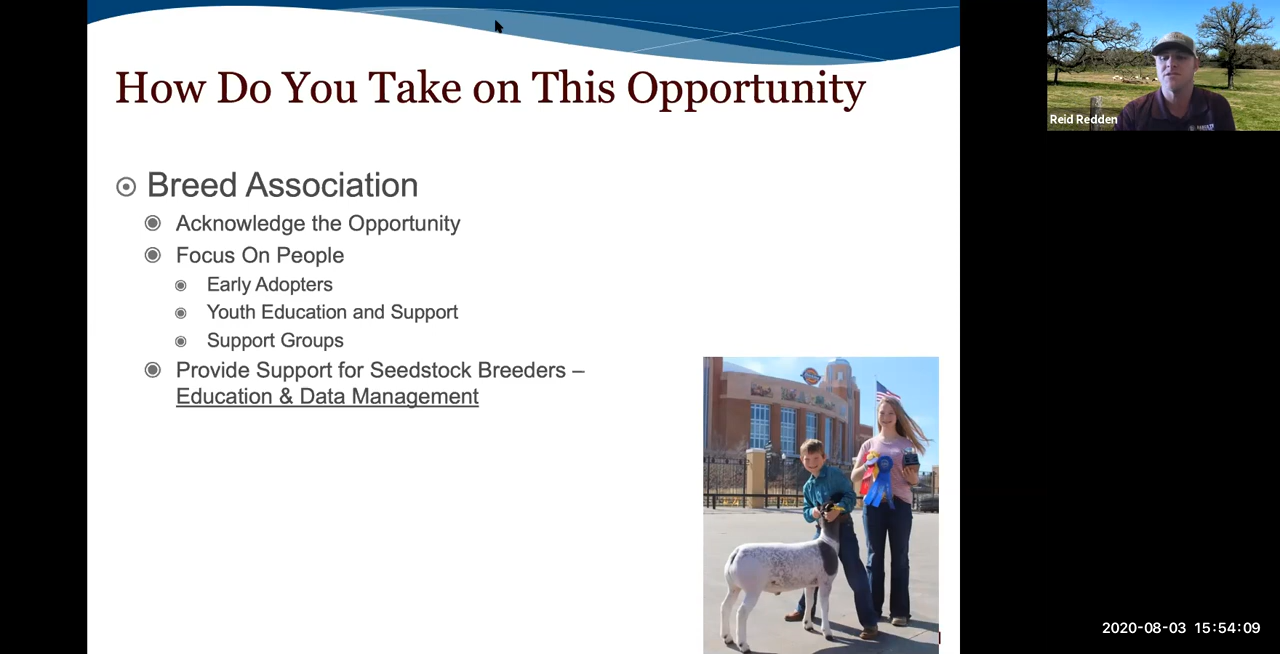 How Do You Take on This Opportunity
Reid Redden
Breed Association
Acknowledge the Opportunity
Focus On People
Early Adopters
Youth Education and Support
Support Groups
Provide Support for Seedstock Breeders –
Education & Data Management
2020-08-03 15:54:09